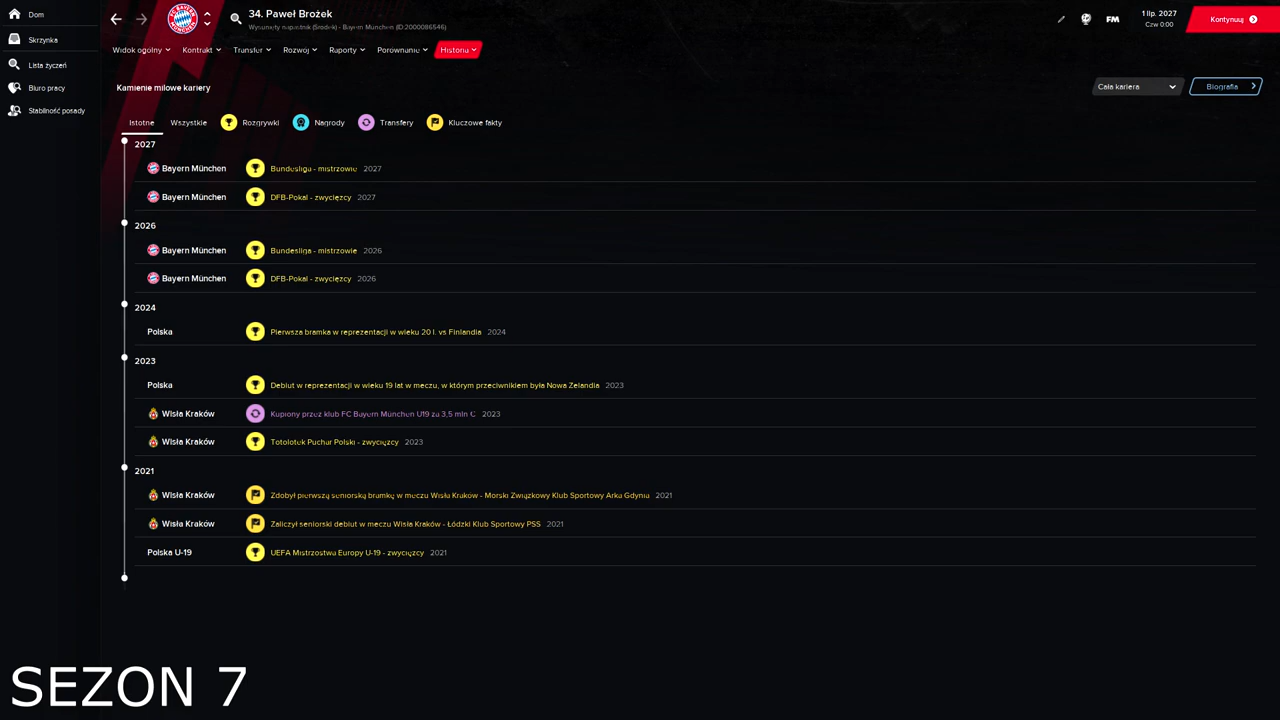 Dom
Skrzynka
Lista życzeń
Biuro pracy
Stabilność posady
34. Paweł Brożek
Wysunięty napastnik (Środek) - Bayern München (ID:2000086546)
FM
1 lip. 2027
Czw 0:00
Kontynuuj
Widok ogólny
Kontrakt
Transfer
Rozwój
Raporty
Porównanie
Historia
Kamienie milowe kariery
Cała kariera
Biografia
Istotne
Wszystkie
Rozgrywki
Nagrody
Transfery
Kluczowe fakty
2027
Bayern München Bundesliga - mistrzowie 2027
Bayern München DFB-Pokal - zwycięzcy 2027
2026
Bayern München Bundesliga - mistrzowie 2026
Bayern München DFB-Pokal - zwycięzcy 2026
2024
Polska Pierwsza bramka w reprezentacji w wieku 20 l. vs Finlandia 2024
2023
Polska Debiut w reprezentacji w wieku 19 lat w meczu, w którym przeciwnikiem była Nowa Zelandia 2023
Wisła Kraków Kupiony przez klub FC Bayern München U19 za 3,5 mln € 2023
Wisła Kraków Totolotek Puchar Polski - zwycięzcy 2023
2021
Wisła Kraków Zdobył pierwszą seniorską bramkę w meczu Wisła Kraków - Morski Związkowy Klub Sportowy Arka Gdynia 2021
Wisła Kraków Zaliczył seniorski debiut w meczu Wisła Kraków - Łódzki Klub Sportowy PSS 2021
Polska U-19 UEFA Mistrzostwa Europy U-19 - zwycięzcy 2021
SEZON 7